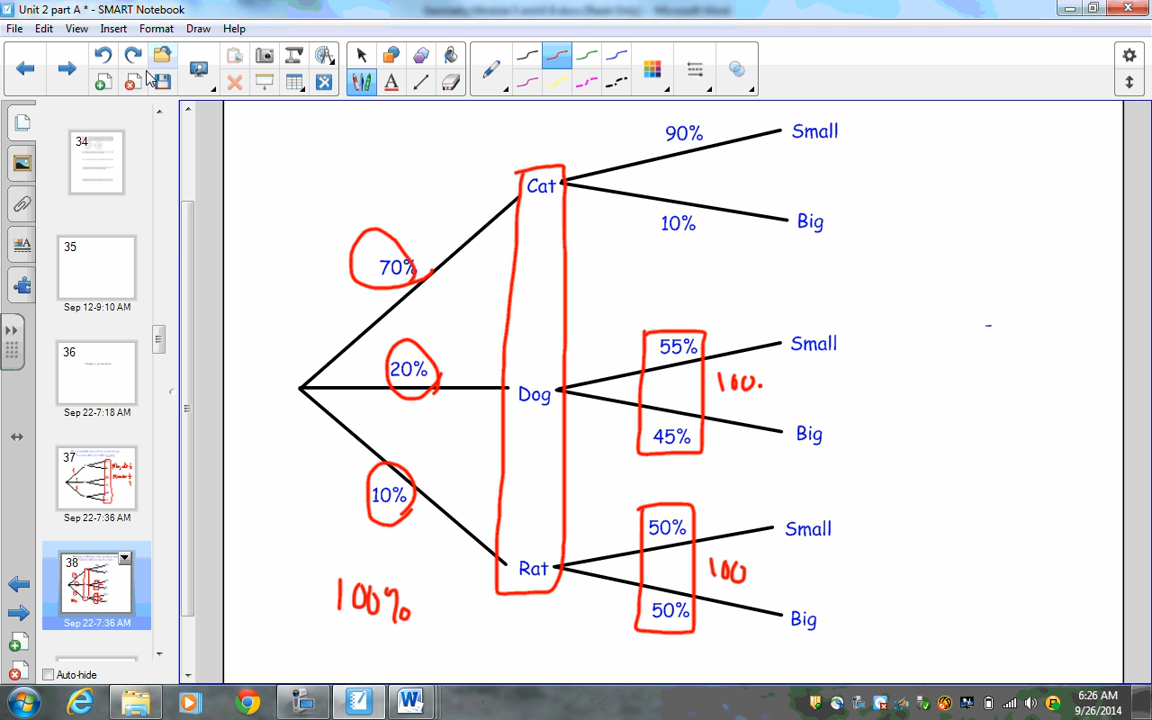 Unit 2 part A * - SMART Notebook
File Edit View Insert Format Draw Help
34
35
Sep 12-9:10 AM
36
Sep 22-7:18 AM
37
Sep 22-7:36 AM
38
Sep 22-7:36 AM
Auto-hide
90%
Small
Cat
10%
Big
70%
55%
Small
20%
100.
Dog
45%
Big
10%
50%
Small
Rat
100
100%
50%
Big
6:26 AM
9/26/2014